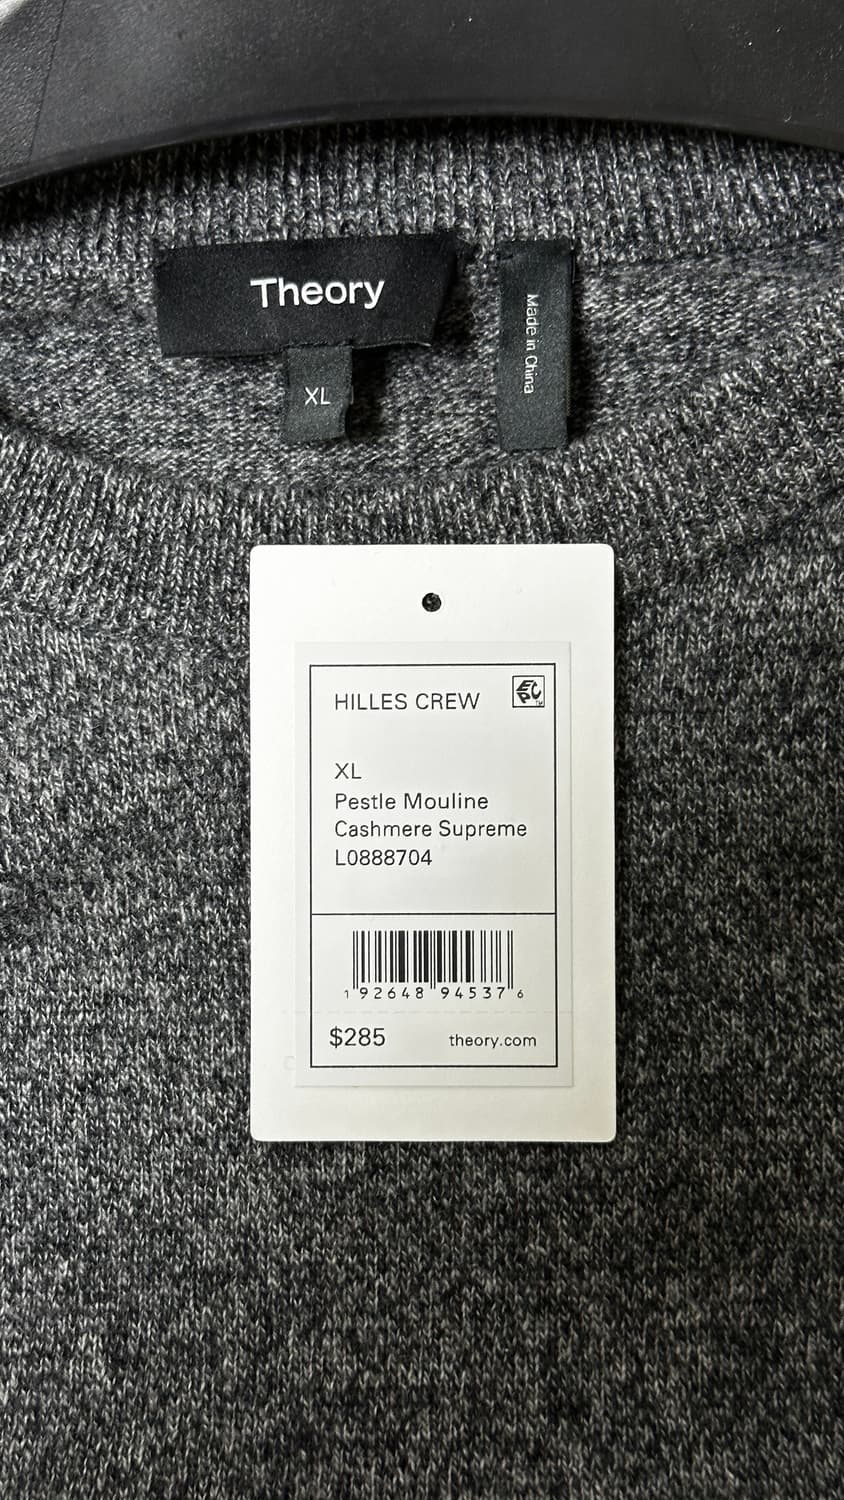 Theory
XL
Made in China
HILLES CREW
XL
Pestle Mouline
Cashmere Supreme
L0888704
1 92648 94537 6
$285
theory.com